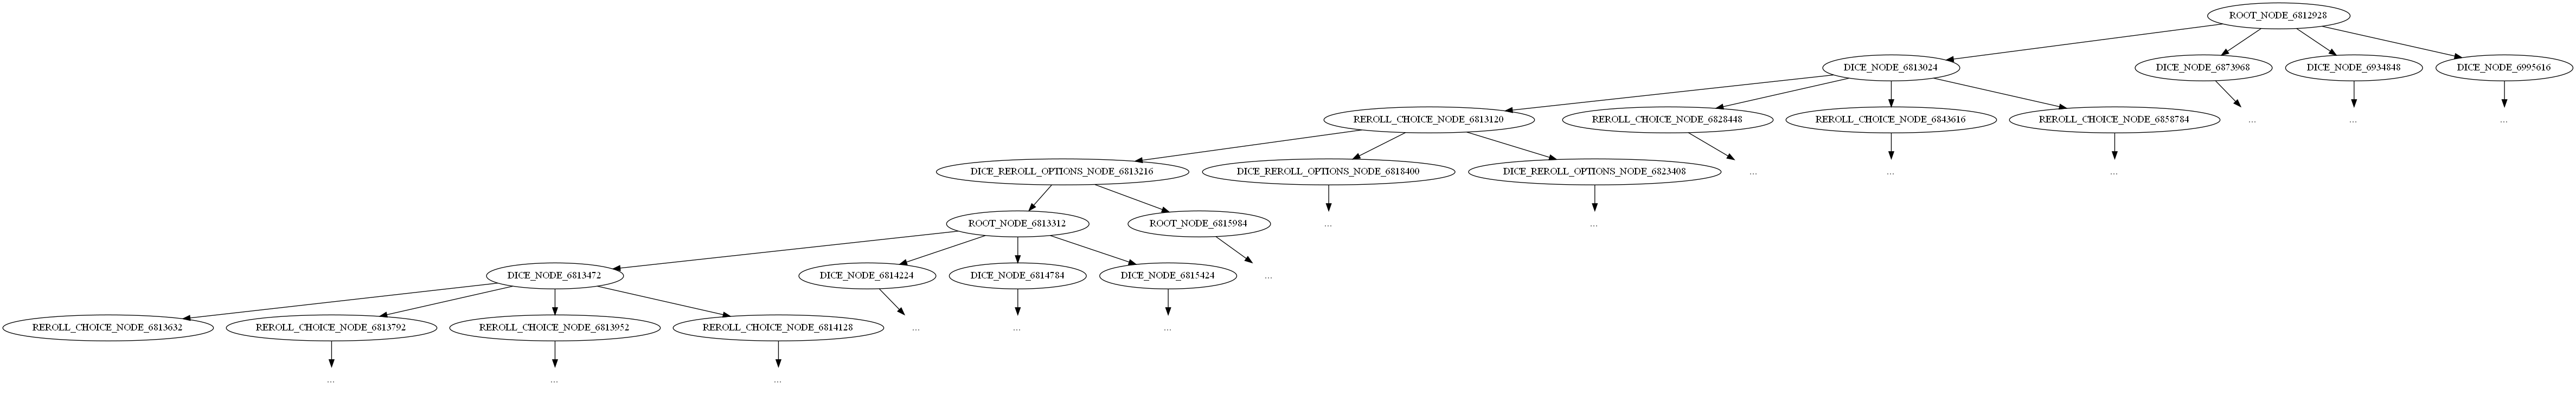 ROOT_NODE_6812928
DICE_NODE_6813024
DICE_NODE_6873968
DICE_NODE_6934848
DICE_NODE_6995616
REROLL_CHOICE_NODE_6813120
REROLL_CHOICE_NODE_6828448
REROLL_CHOICE_NODE_6843616
REROLL_CHOICE_NODE_6858784
...
...
...
DICE_REROLL_OPTIONS_NODE_6813216
DICE_REROLL_OPTIONS_NODE_6818400
DICE_REROLL_OPTIONS_NODE_6823408
...
...
...
ROOT_NODE_6813312
ROOT_NODE_6815984
...
...
DICE_NODE_6813472
DICE_NODE_6814224
DICE_NODE_6814784
DICE_NODE_6815424
...
REROLL_CHOICE_NODE_6813632
REROLL_CHOICE_NODE_6813792
REROLL_CHOICE_NODE_6813952
REROLL_CHOICE_NODE_6814128
...
...
...
...
...
...